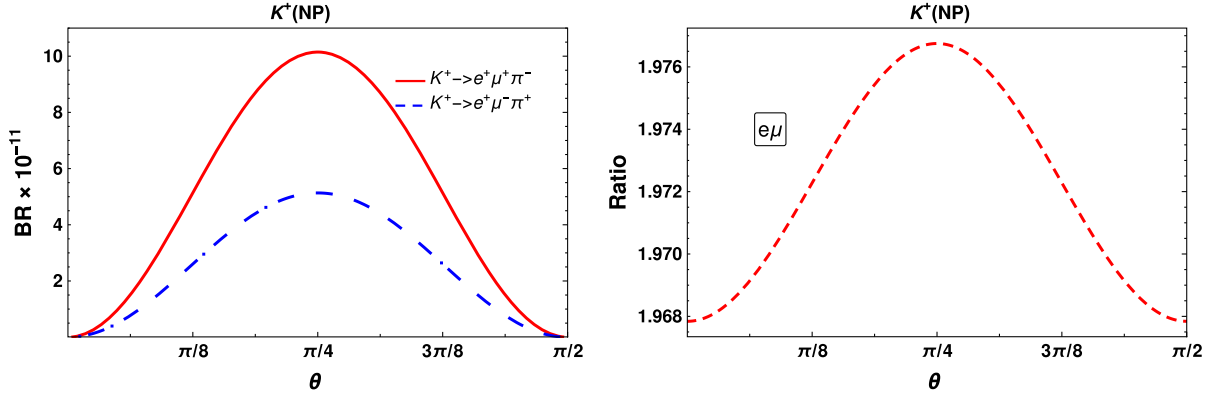 K⁺(NP)
BR × 10⁻¹¹
10
8
6
4
2
K⁺−>e⁺μ⁺π⁻
K⁺−>e⁺μ⁻π⁺
π/8
π/4
3π/8
π/2
θ
K⁺(NP)
Ratio
1.976
1.974
1.972
1.970
1.968
eμ
π/8
π/4
3π/8
π/2
θ